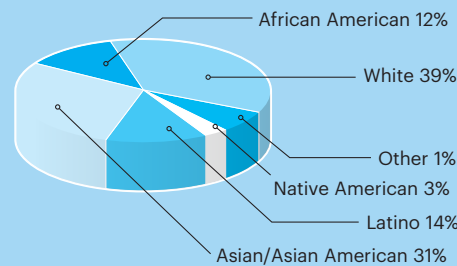 African American 12%
White 39%
Other 1%
Native American 3%
Latino 14%
Asian/Asian American 31%